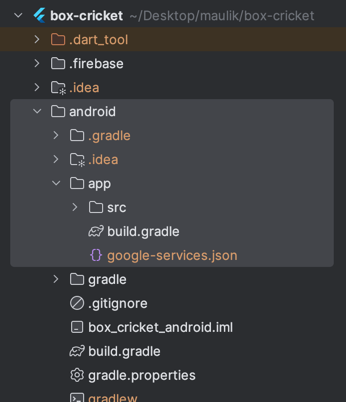 box-cricket ~/Desktop/maulik/box-cricket
.dart_tool
.firebase
.idea
android
.gradle
.idea
app
src
build.gradle
google-services.json
gradle
.gitignore
box_cricket_android.iml
build.gradle
gradle.properties
gradlew